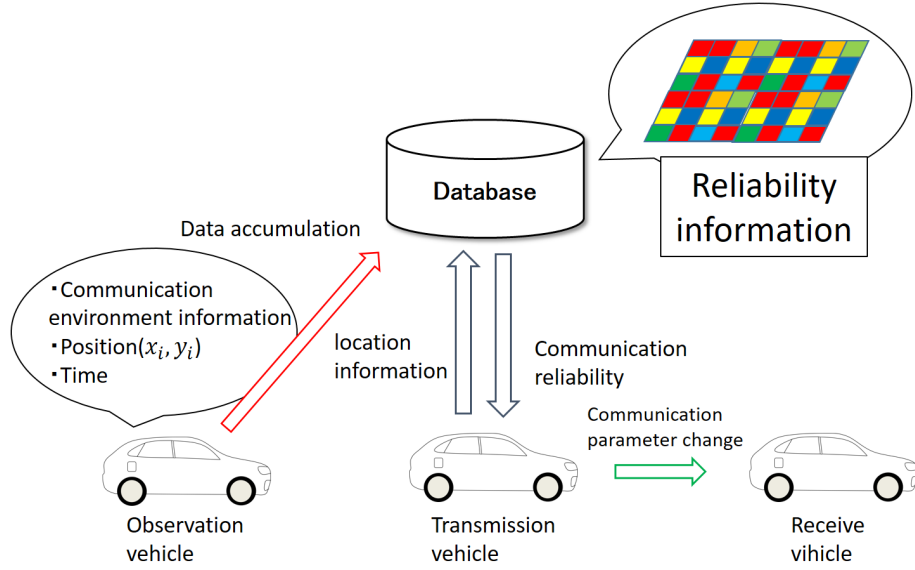 Database
Reliability
information
Data accumulation
・Communication
environment information
・Position(xᵢ, yᵢ)
・Time
location
information
Communication
reliability
Communication
parameter change
Observation
vehicle
Transmission
vehicle
Receive
vihicle